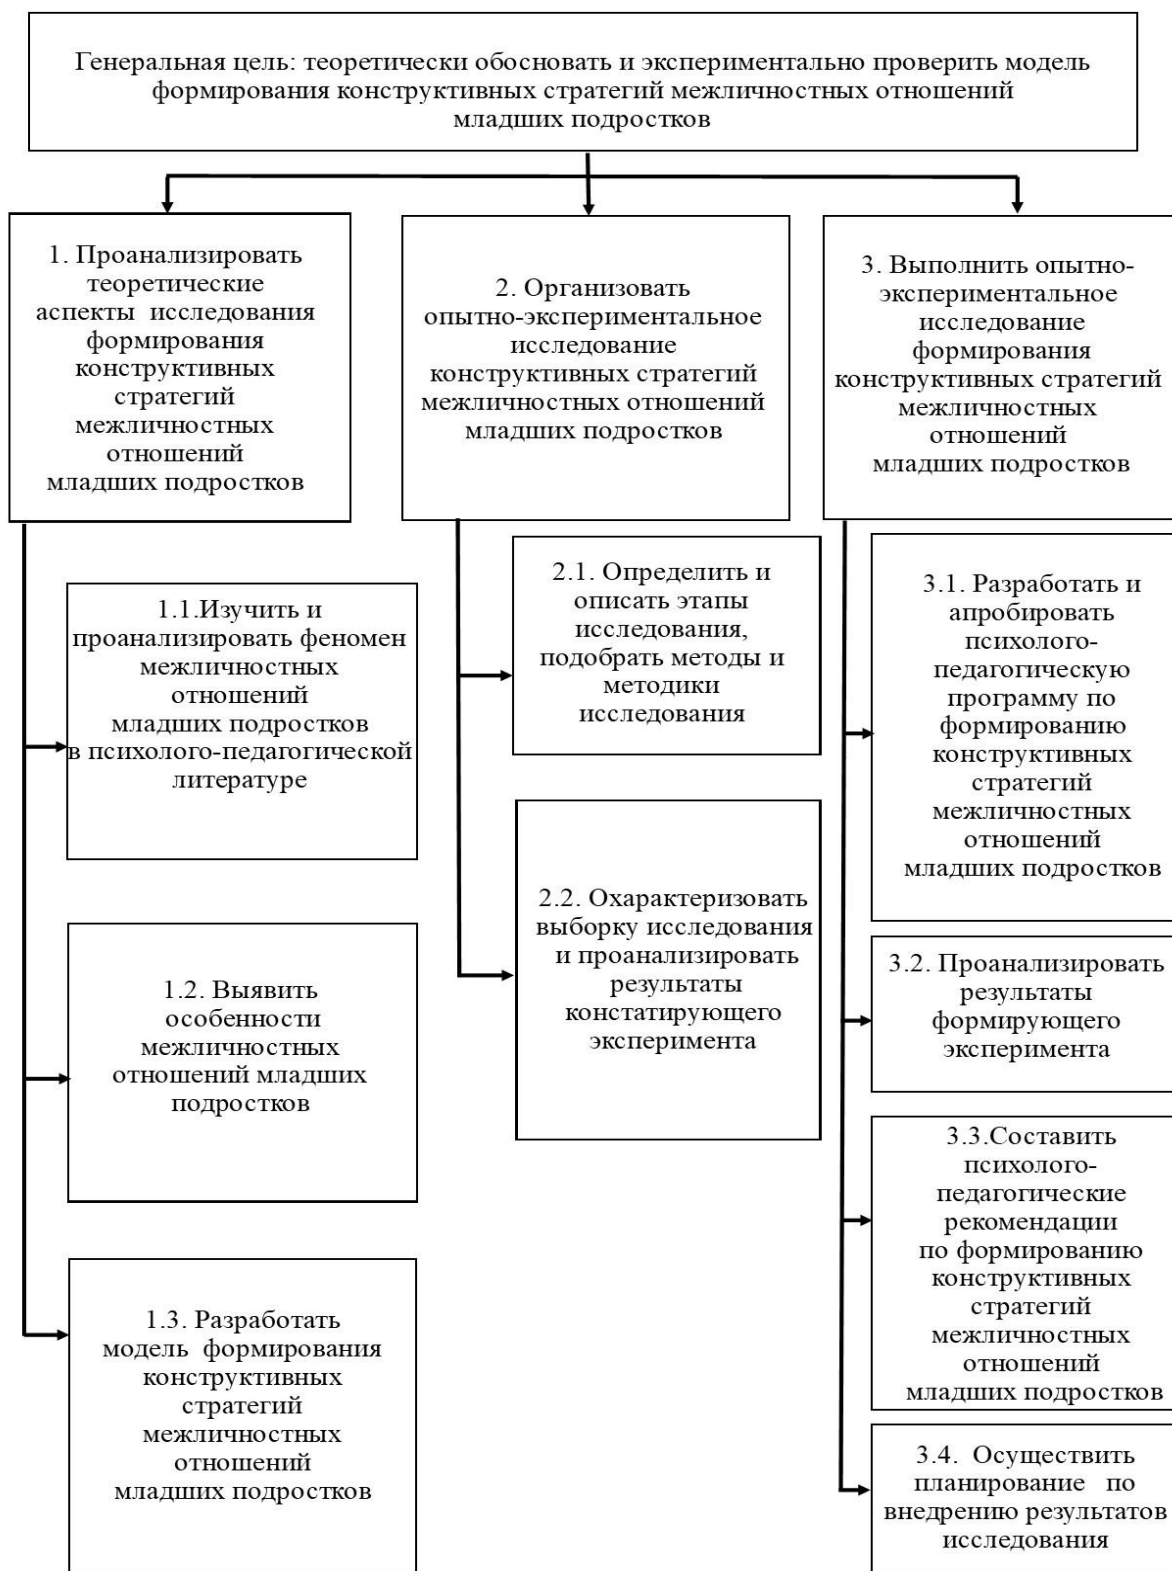 Генеральная цель: теоретически обосновать и экспериментально проверить модель
формирования конструктивных стратегий межличностных отношений
младших подростков
1. Проанализировать
теоретические
аспекты исследования
формирования
конструктивных
стратегий
межличностных
отношений
младших подростков
1.1.Изучить и
проанализировать феномен
межличностных
отношений
младших подростков
в психолого-педагогической
литературе
1.2. Выявить
особенности
межличностных
отношений младших
подростков
1.3. Разработать
модель формирования
конструктивных
стратегий
межличностных
отношений
младших подростков
2. Организовать
опытно-экспериментальное
исследование
конструктивных стратегий
межличностных отношений
младших подростков
2.1. Определить и
описать этапы
исследования,
подобрать методы и
методики
исследования
2.2. Охарактеризовать
выборку исследования
и проанализировать
результаты
констатирующего
эксперимента
3. Выполнить опытно-
экспериментальное
исследование
формирования
конструктивных стратегий
межличностных
отношений
младших подростков
3.1. Разработать и
апробировать
психолого-
педагогическую
программу по
формированию
конструктивных
стратегий
межличностных
отношений
младших подростков
3.2. Проанализировать
результаты
формирующего
эксперимента
3.3.Составить
психолого-
педагогические
рекомендации
по формированию
конструктивных
стратегий
межличностных
отношений
младших подростков
3.4. Осуществить
планирование по
внедрению результатов
исследования